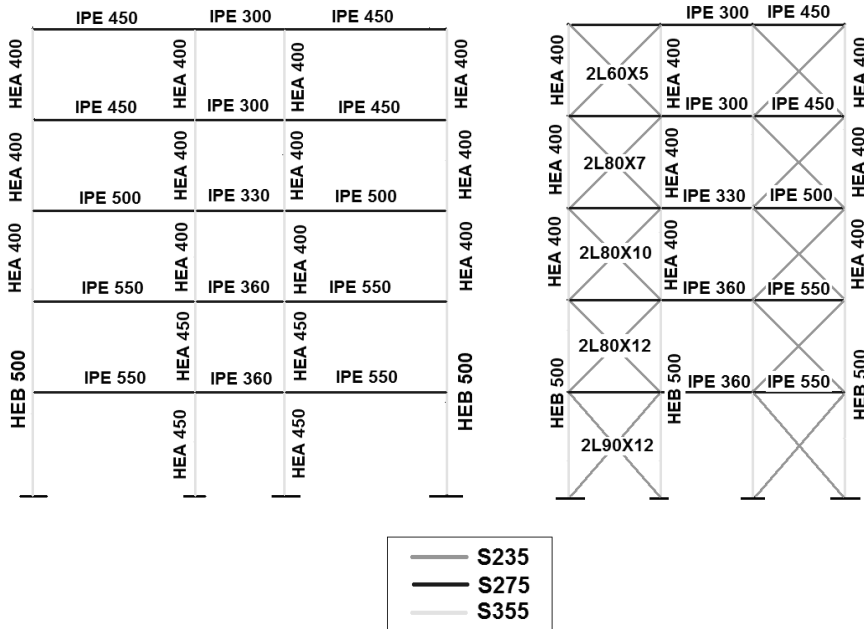 IPE 450 IPE 300 IPE 450
HEA 400 HEA 400 HEA 400 HEA 400
IPE 450 IPE 300 IPE 450
HEA 400 HEA 400 HEA 400 HEA 400
IPE 500 IPE 330 IPE 500
HEA 400 HEA 400 HEA 400 HEA 400
IPE 550 IPE 360 IPE 550
HEA 450 HEA 450
IPE 550 IPE 360 IPE 550
HEB 500 HEA 450 HEA 450 HEB 500
IPE 300 IPE 450
HEA 400 2L60X5 HEA 400 HEA 400
IPE 300 IPE 450
HEA 400 2L80X7 HEA 400 HEA 400
IPE 330 IPE 500
HEA 400 2L80X10 HEA 400 HEA 400
IPE 360 IPE 550
2L80X12
IPE 360 IPE 550
HEB 500 HEB 500 HEB 500
2L90X12
S235
S275
S355